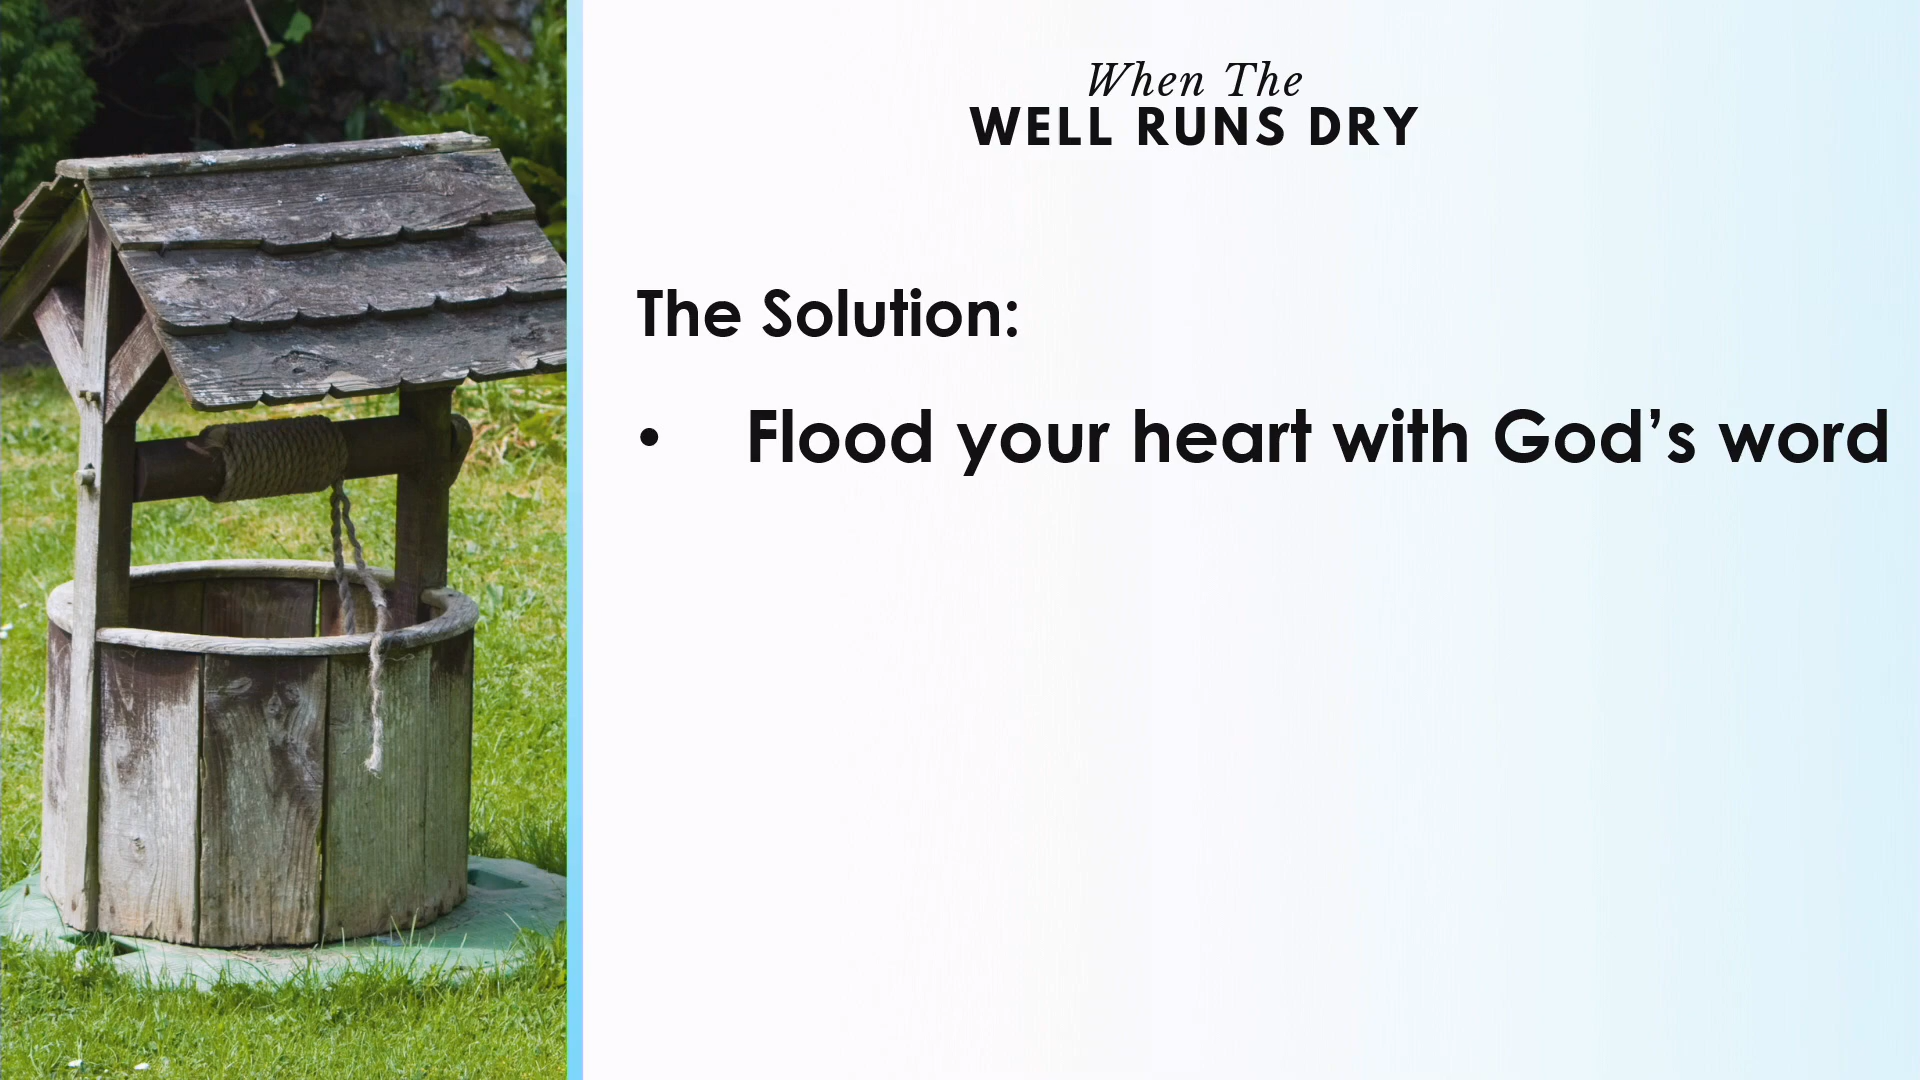 When The
WELL RUNS DRY
The Solution:
• Flood your heart with God’s word